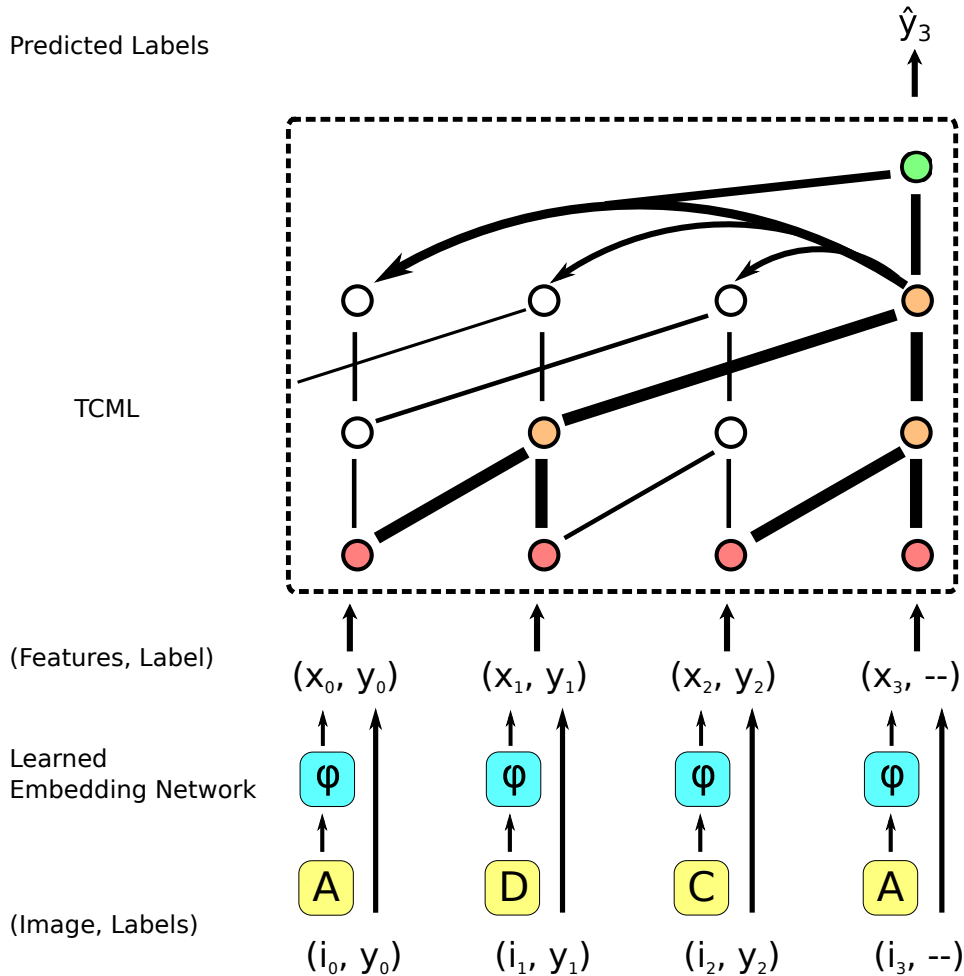 Predicted Labels
ŷ₃
TCML
(Features, Label)
(x₀, y₀) (x₁, y₁) (x₂, y₂) (x₃, --)
Learned
Embedding Network
φ φ φ φ
A D C A
(Image, Labels)
(i₀, y₀) (i₁, y₁) (i₂, y₂) (i₃, --)